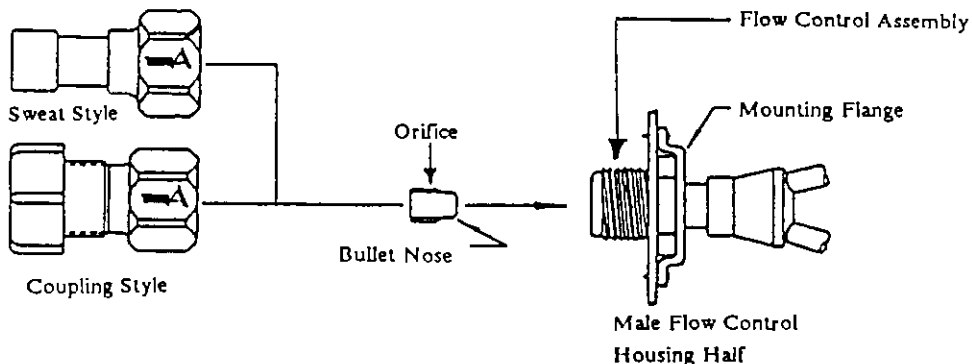 Flow Control Assembly
Sweat Style
Mounting Flange
Orifice
Bullet Nose
Coupling Style
Male Flow Control
Housing Half